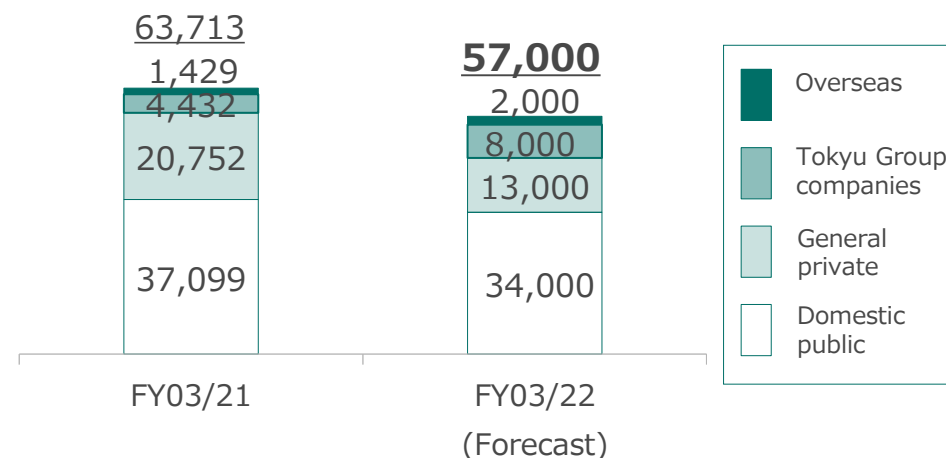 63,713
1,429
4,432
20,752
37,099
FY03/21
57,000
2,000
8,000
13,000
34,000
FY03/22
(Forecast)
Overseas
Tokyu Group
companies
General
private
Domestic
public